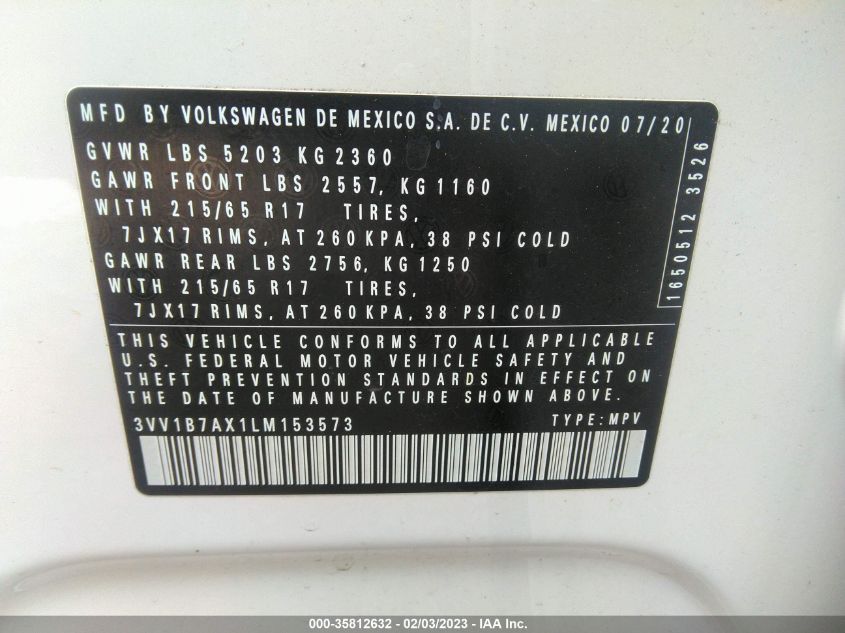 MFD BY VOLKSWAGEN DE MEXICO S.A. DE C.V. MEXICO 07/20
GVWR LBS 5203 KG 2360
GAWR FRONT LBS 2557, KG 1160
WITH 215/65 R17 TIRES,
7JX17 RIMS, AT 260 KPA, 38 PSI COLD
GAWR REAR LBS 2756, KG 1250
WITH 215/65 R17 TIRES,
7JX17 RIMS, AT 260 KPA, 38 PSI COLD
1650512 3526
THIS VEHICLE CONFORMS TO ALL APPLICABLE
U.S. FEDERAL MOTOR VEHICLE SAFETY AND
THEFT PREVENTION STANDARDS IN EFFECT ON
THE DATE OF MANUFACTURE SHOWN ABOVE.
3VV1B7AX1LM153573 TYPE: MPV
000-35812632 - 02/03/2023 - IAA Inc.